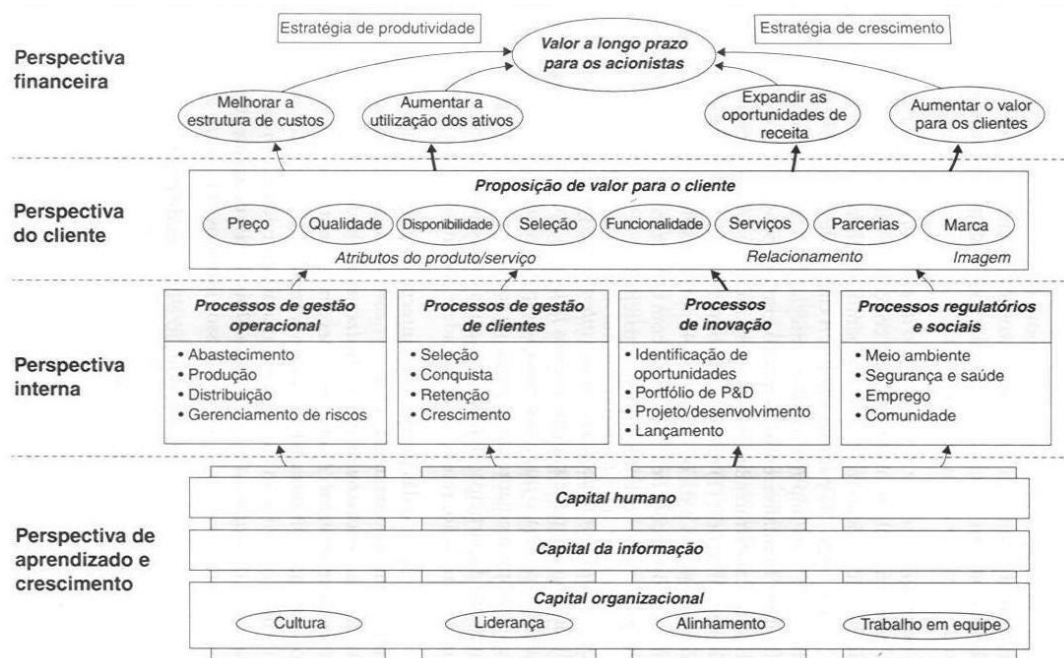 Perspectiva
financeira
Estratégia de produtividade
Valor a longo prazo
para os acionistas
Estratégia de crescimento
Melhorar a
estrutura de custos
Aumentar a
utilização dos ativos
Expandir as
oportunidades de
receita
Aumentar o valor
para os clientes
Perspectiva
do cliente
Proposição de valor para o cliente
Preço
Qualidade
Disponibilidade
Seleção
Funcionalidade
Serviços
Parcerias
Marca
Atributos do produto/serviço
Relacionamento
Imagem
Perspectiva
interna
Processos de gestão
operacional
• Abastecimento
• Produção
• Distribuição
• Gerenciamento de riscos
Processos de gestão
de clientes
• Seleção
• Conquista
• Retenção
• Crescimento
Processos
de inovação
• Identificação de
oportunidades
• Portfólio de P&D
• Projeto/desenvolvimento
• Lançamento
Processos regulatórios
e sociais
• Meio ambiente
• Segurança e saúde
• Emprego
• Comunidade
Perspectiva de
aprendizado e
crescimento
Capital humano
Capital da informação
Capital organizacional
Cultura
Liderança
Alinhamento
Trabalho em equipe